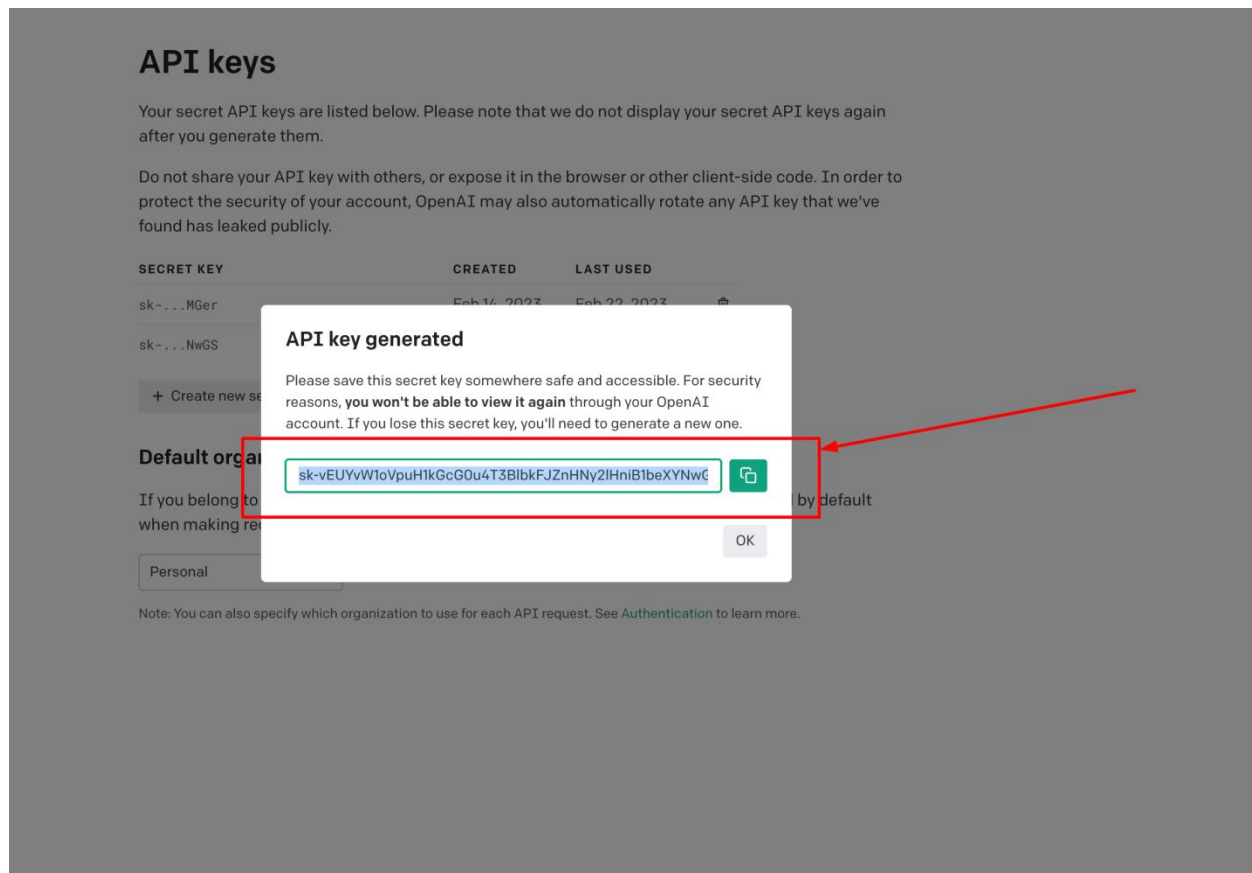 API keys
Your secret API keys are listed below. Please note that we do not display your secret API keys again
after you generate them.
Do not share your API key with others, or expose it in the browser or other client-side code. In order to
protect the security of your account, OpenAI may also automatically rotate any API key that we've
found has leaked publicly.
SECRET KEY CREATED LAST USED
sk-...MGer Feb 14, 2023 Feb 22, 2023
sk-...NwGS
API key generated
Please save this secret key somewhere safe and accessible. For security
reasons, you won't be able to view it again through your OpenAI
account. If you lose this secret key, you'll need to generate a new one.
OK
+ Create new
Default
If you belong to by default
when making
Personal
Note: You can also specify which organization to use for each API request. See Authentication to learn more.